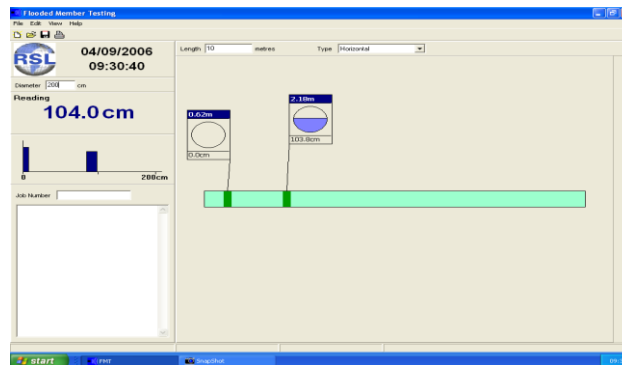 Flooded Member Testing
File Edit View Help
RSL
04/09/2006
09:30:40
Length 10 metres Type Horizontal
Diameter 200 cm
Reading
104.0 cm
0 200cm
Job Number
0.62m
0.0cm
2.18m
103.8cm
start FMT SnapShot